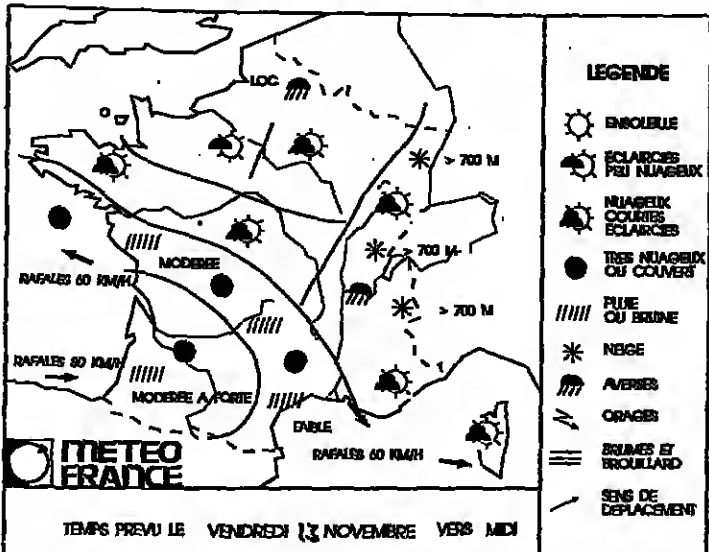 LOC
> 700 M
> 700 M
> 700 M
MODEREE
RAFALES 60 KM/H
RAFALES 80 KM/H
MODEREE A FORTE
FAIBLE
RAFALES 60 KM/H
METEO
FRANCE
TEMPS PREVU LE VENDREDI 13 NOVEMBRE VERS MIDI
LEGENDE
ENSOLEILLE
ECLAIRCIES
PEU NUAGEUX
NUAGEUX
COURTES
ECLAIRCIES
TRES NUAGEUX
OU COUVERT
PLUIE
OU BRUINE
NEIGE
AVERSES
ORAGES
BRUMES ET
BROUILLARD
SENS DE
DEPLACEMENT